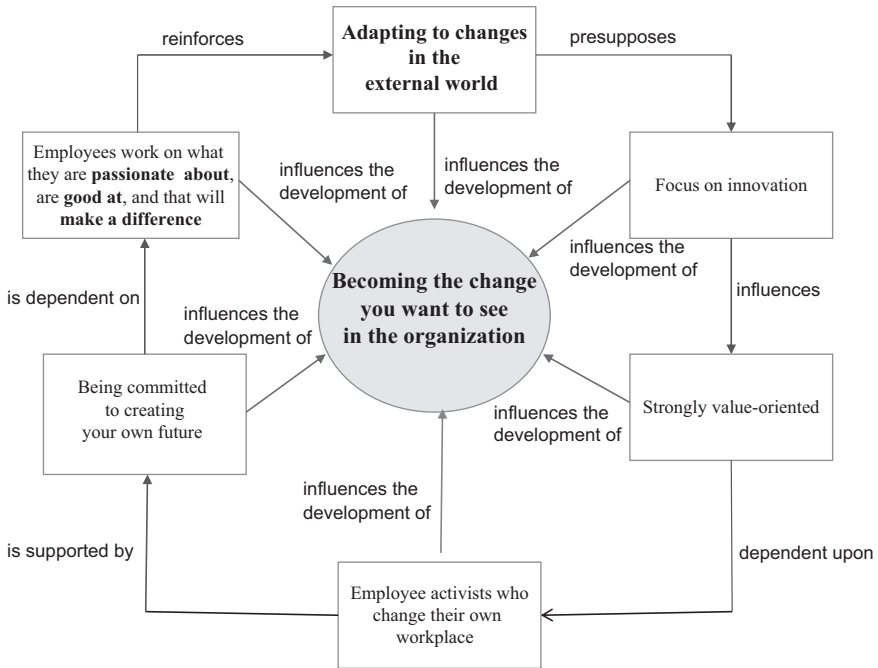 reinforces
Adapting to changes
in the
external world
presupposes
Employees work on what
they are passionate about,
are good at, and that will
make a difference
influences the
development of
influences the
development of
Focus on innovation
influences the
development of
Becoming the change
you want to see
in the organization
is dependent on
influences the
development of
influences
Being committed
to creating
your own future
influences the
development of
Strongly value-oriented
influences the
development of
is supported by
dependent upon
Employee activists who
change their own
workplace